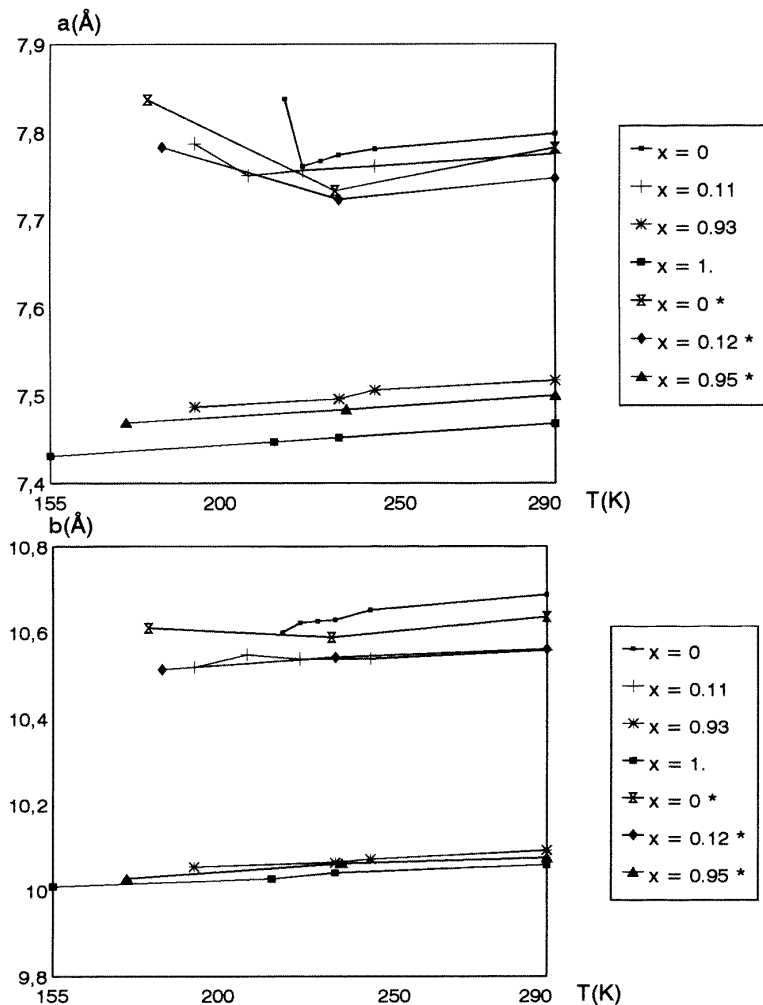 a(Å)
7,9
7,8
7,7
7,6
7,5
7,4
155
200
250
290
T(K)
x = 0
x = 0.11
x = 0.93
x = 1.
x = 0 *
x = 0.12 *
x = 0.95 *
b(Å)
10,8
10,6
10,4
10,2
10
9,8
155
200
250
290
T(K)
x = 0
x = 0.11
x = 0.93
x = 1.
x = 0 *
x = 0.12 *
x = 0.95 *